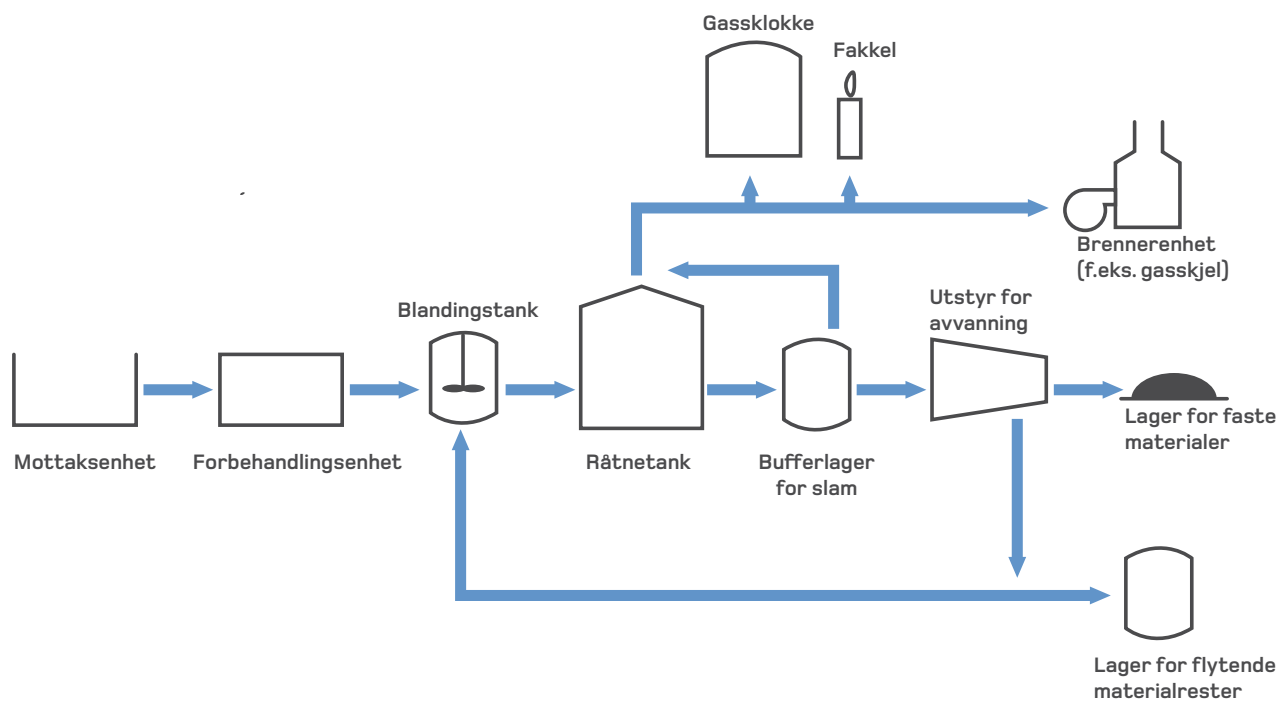 Gassklokke
Fakkel
Brennerenhet
(f.eks. gasskjel)
Blandingstank
Utstyr for
avvanning
Lager for faste
materialer
Mottaksenhet
Forbehandlingsenhet
Råtnetank
Bufferlager
for slam
Lager for flytende
materialrester